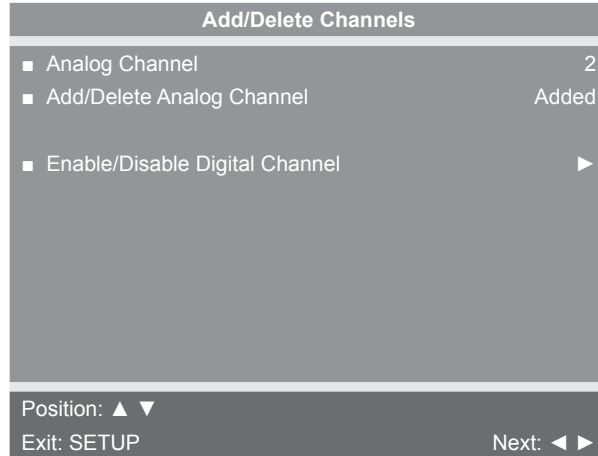 Add/Delete Channels
■ Analog Channel 2
■ Add/Delete Analog Channel Added
■ Enable/Disable Digital Channel ►
Position: ▲ ▼
Exit: SETUP Next: ◄ ►